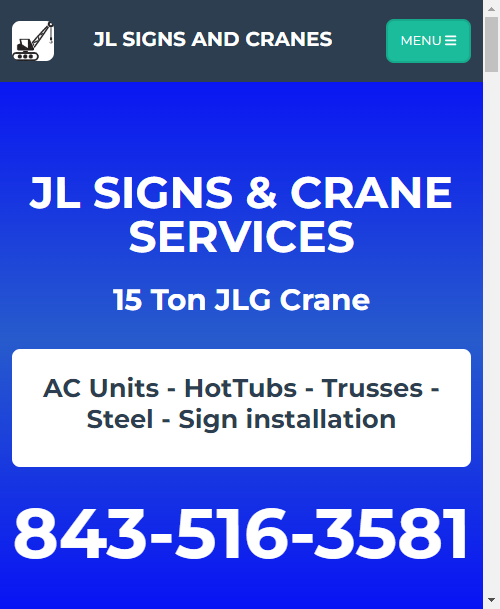 JL SIGNS AND CRANES
MENU
JL SIGNS & CRANE
SERVICES
15 Ton JLG Crane
AC Units - HotTubs - Trusses -
Steel - Sign installation
843-516-3581